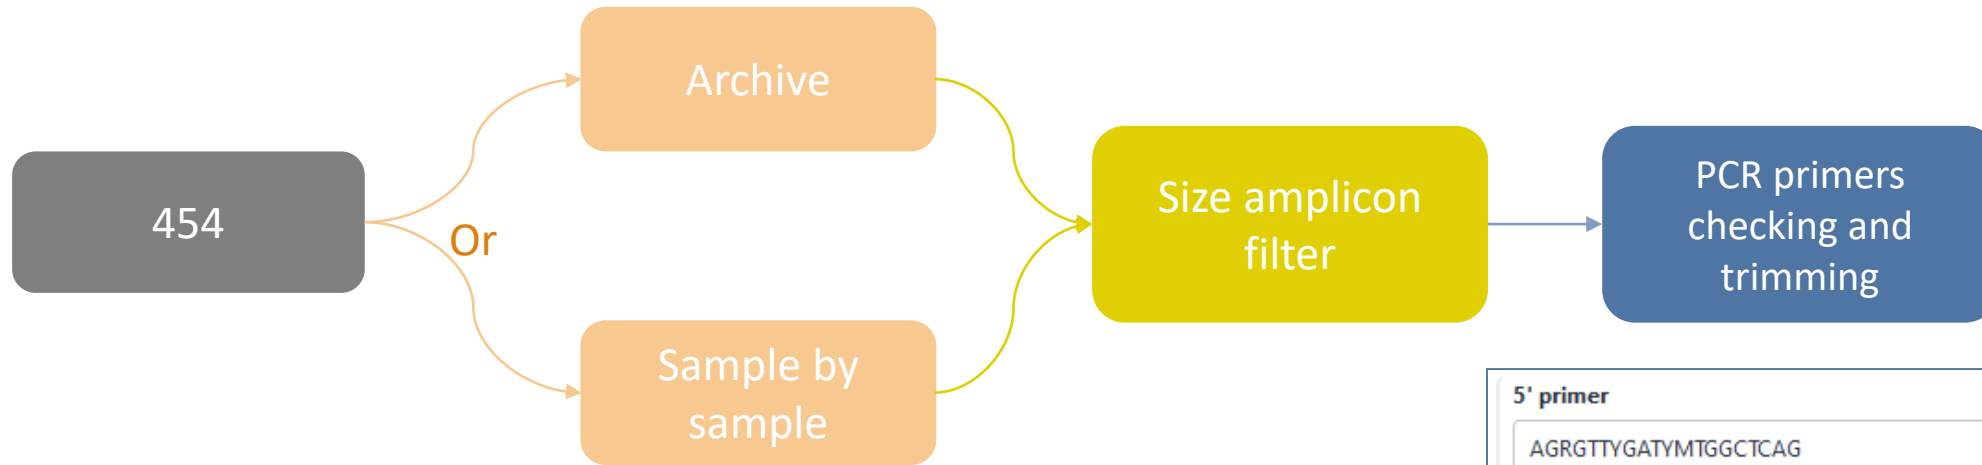 454
Or
Archive
Sample by
sample
Size amplicon
filter
PCR primers
checking and
trimming
5' primer
AGRGTTYGATYMTGGCTCAG